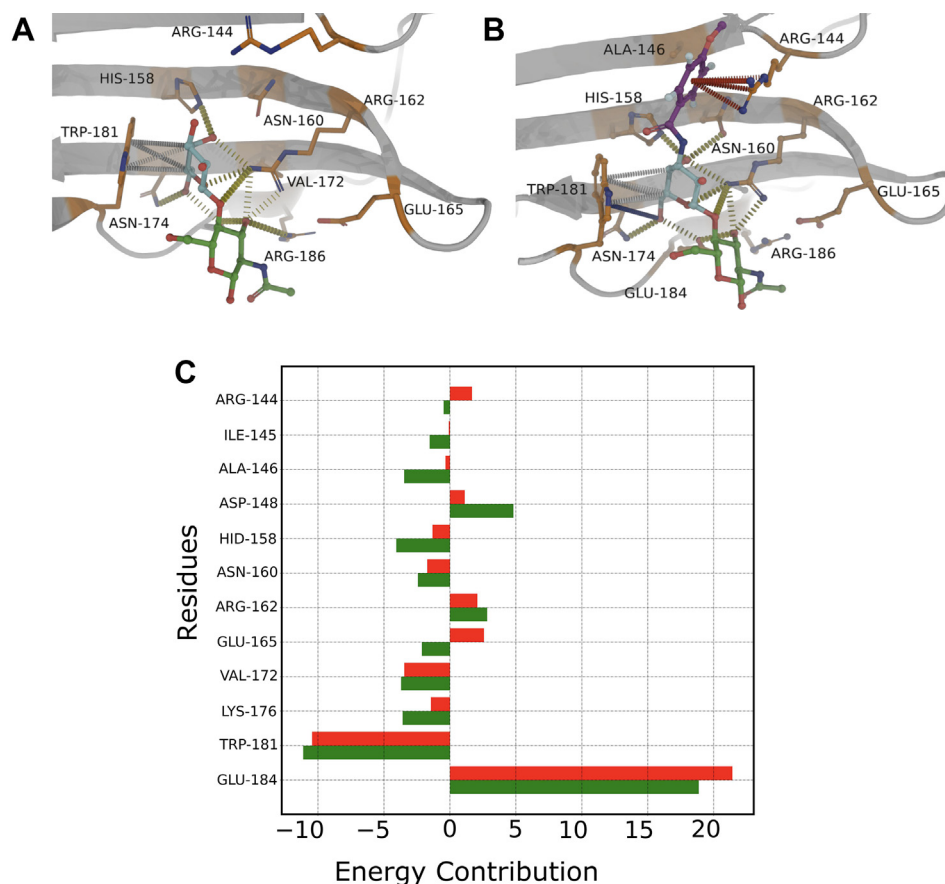 A
ARG-144
HIS-158
ARG-162
ASN-160
TRP-181
VAL-172
GLU-165
ASN-174
ARG-186
B
ARG-144
ALA-146
HIS-158
ARG-162
ASN-160
TRP-181
GLU-165
ASN-174
ARG-186
GLU-184
C
Residues
ARG-144
ILE-145
ALA-146
ASP-148
HID-158
ASN-160
ARG-162
GLU-165
VAL-172
LYS-176
TRP-181
GLU-184
−10 −5 0 5 10 15 20
Energy Contribution